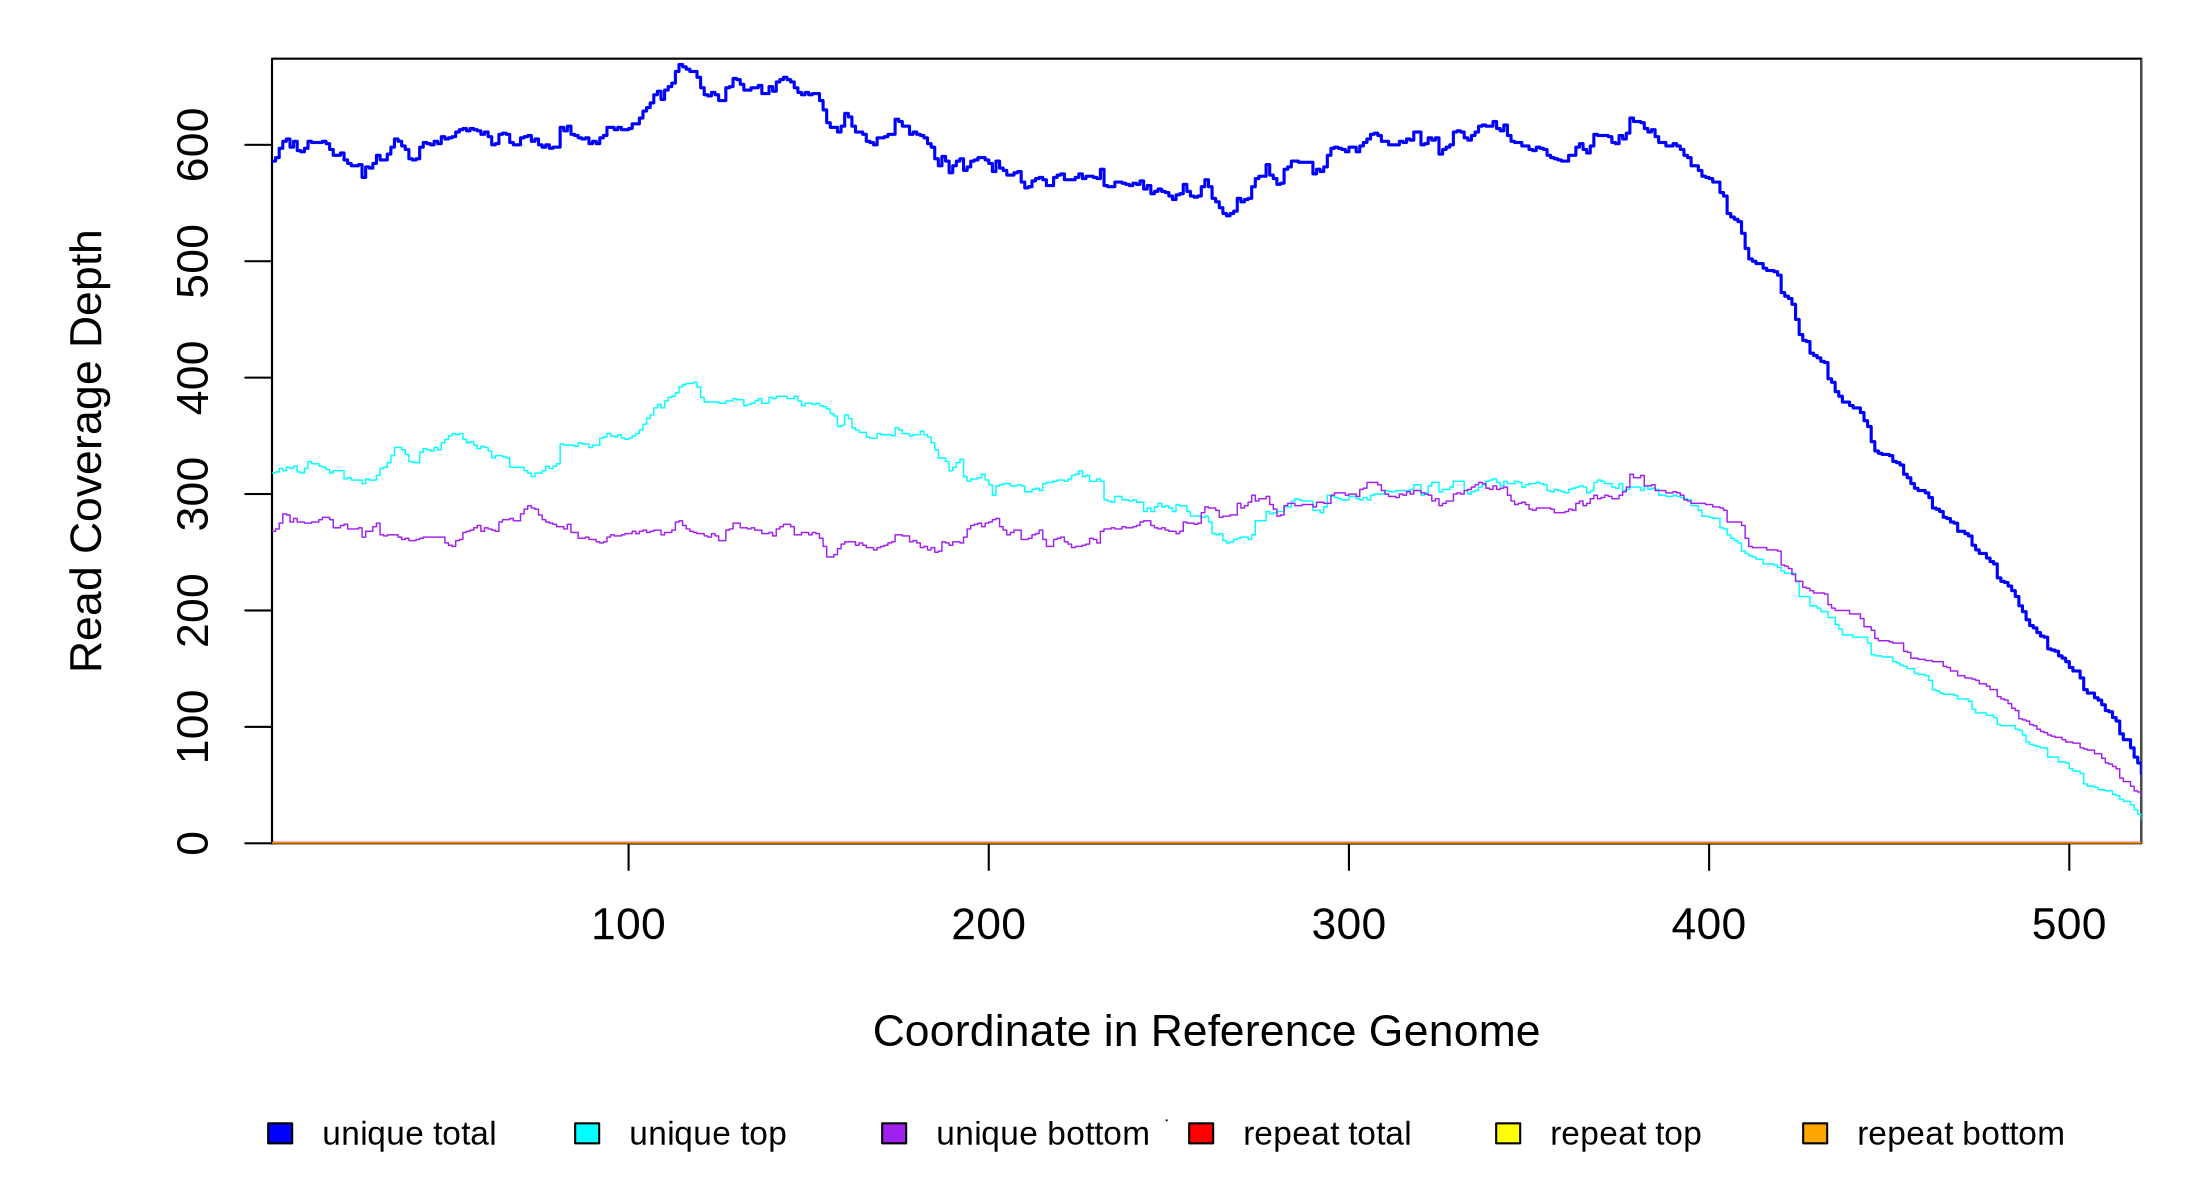 Read Coverage Depth
600
500
400
300
200
100
0
100 200 300 400 500
Coordinate in Reference Genome
unique total unique top unique bottom repeat total repeat top repeat bottom